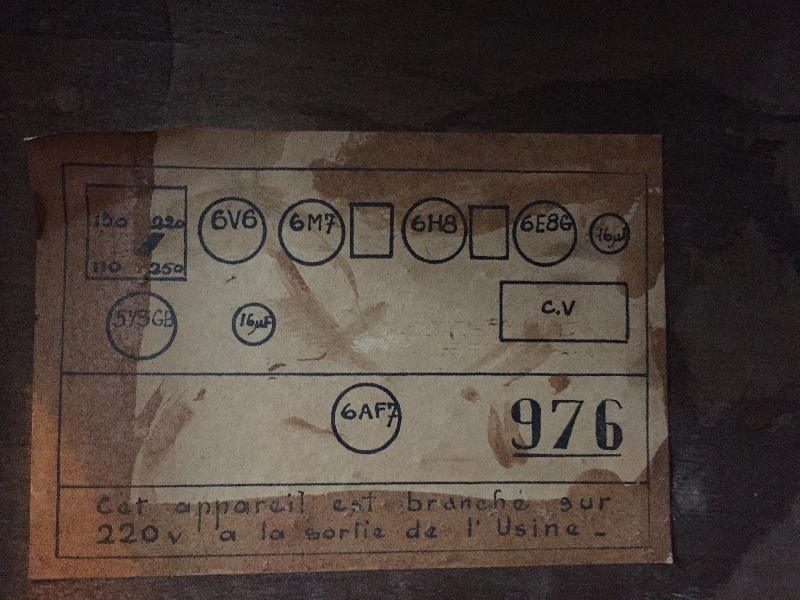 130 220
110 250
6V6 6M7 6H8 6E8G 16µF
5Y3GB 16µF C.V
6AF7 976
Cet appareil est branché sur
220v a la sortie de l'Usine -